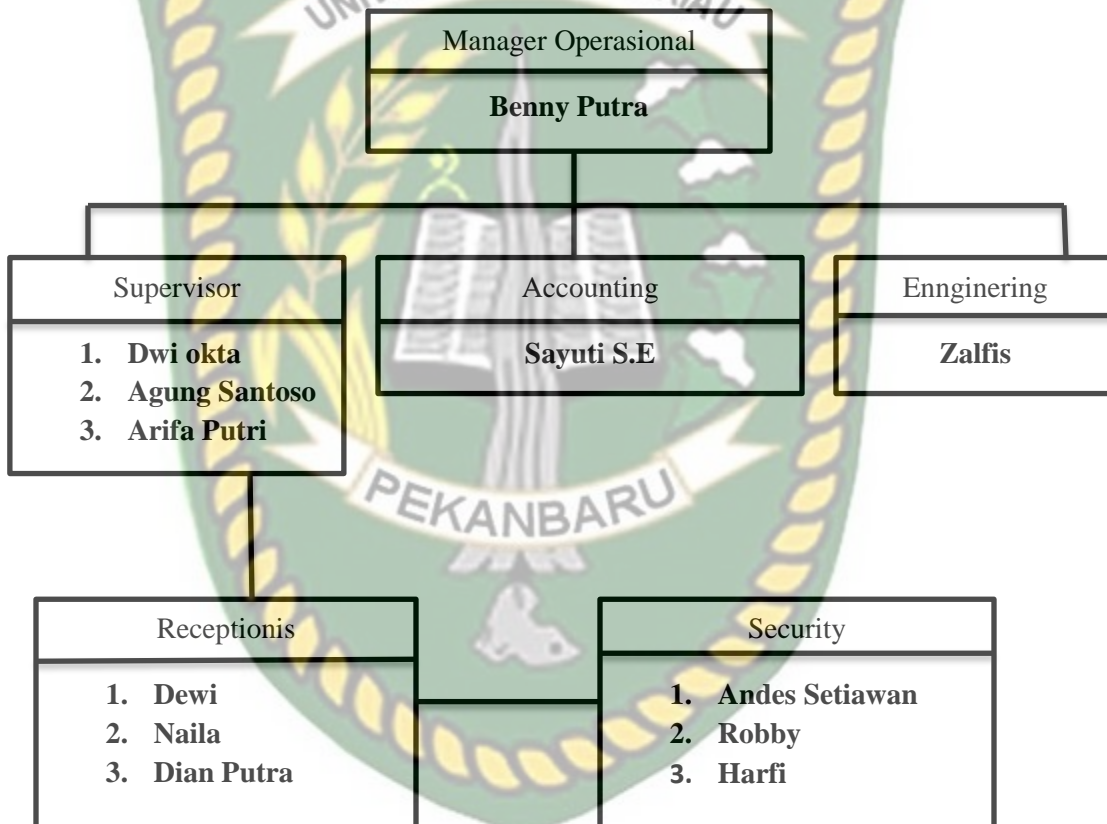 Manager Operasional
Benny Putra
Supervisor
1. Dwi okta
2. Agung Santoso
3. Arifa Putri
Accounting
Sayuti S.E
Ennginering
Zalfis
PEKANBARU
Receptionis
1. Dewi
2. Naila
3. Dian Putra
Security
1. Andes Setiawan
2. Robby
3. Harfi